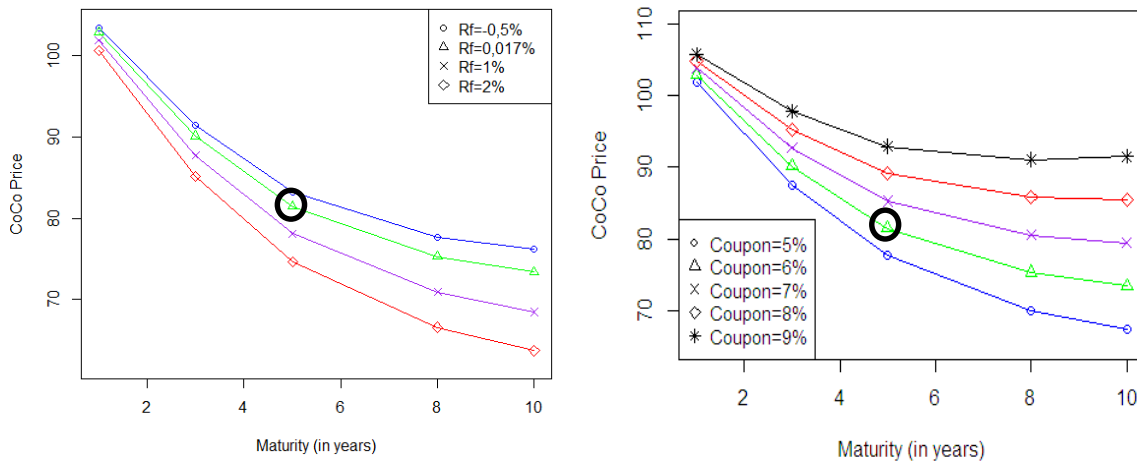 Rf=-0,5%
Rf=0,017%
Rf=1%
Rf=2%
CoCo Price
100
90
80
70
2 4 6 8 10
Maturity (in years)
Coupon=5%
Coupon=6%
Coupon=7%
Coupon=8%
Coupon=9%
CoCo Price
110
100
90
80
70
2 4 6 8 10
Maturity (in years)